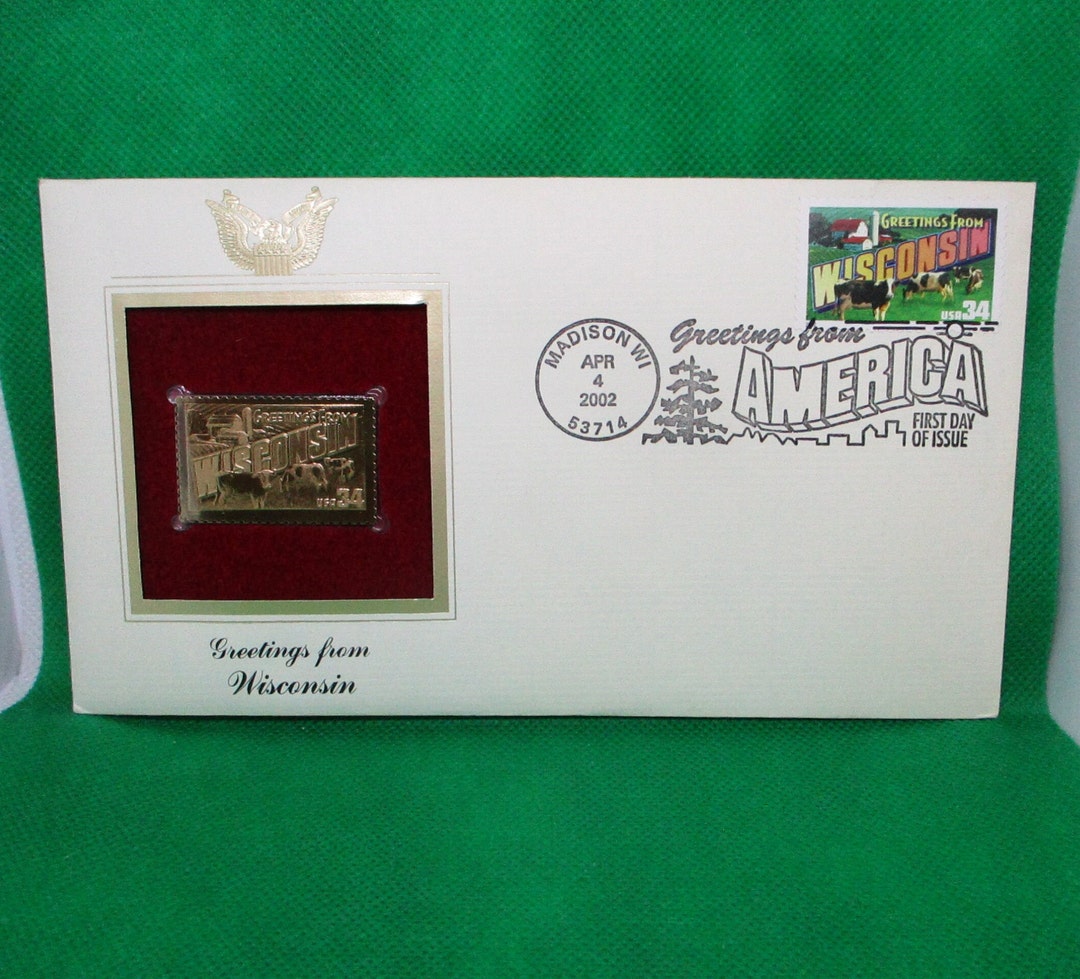 GREETINGS FROM
WISCONSIN
USA 34
Greetings from
Wisconsin
GREETINGS FROM
WISCONSIN
USA 34
MADISON WI
APR
4
2002
53714
Greetings from
AMERICA
FIRST DAY
OF ISSUE